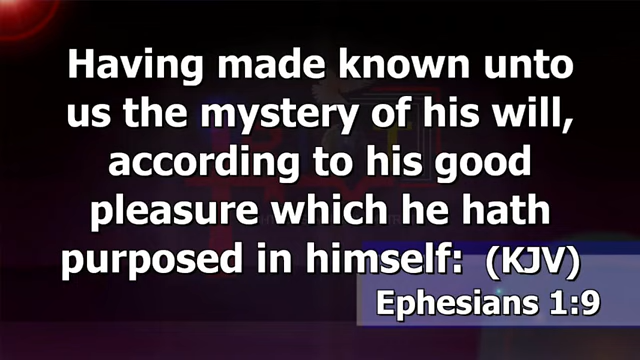 Having made known unto
us the mystery of his will,
according to his good
pleasure which he hath
purposed in himself: (KJV)
Ephesians 1:9